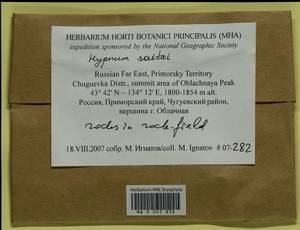 HERBARIUM HORTI BOTANICI PRINCIPALIS (MHA)
expedition sponsored by the National Geographic Society
Hypnum
Russian Far East, Primorsky Territory
Chuguevka Distr., summit area of Oblachnaya Peak
43° 42' N – 134° 12' E, 1800-1854 m alt.
Россия, Приморский край, Чугуевский район,
вершина г. Облачная
rocks in rock-field
18.VIII.2007 собр. М. Игнатов/coll. M. Ignatov # 07-282
Herbarium MW, Bryophyta